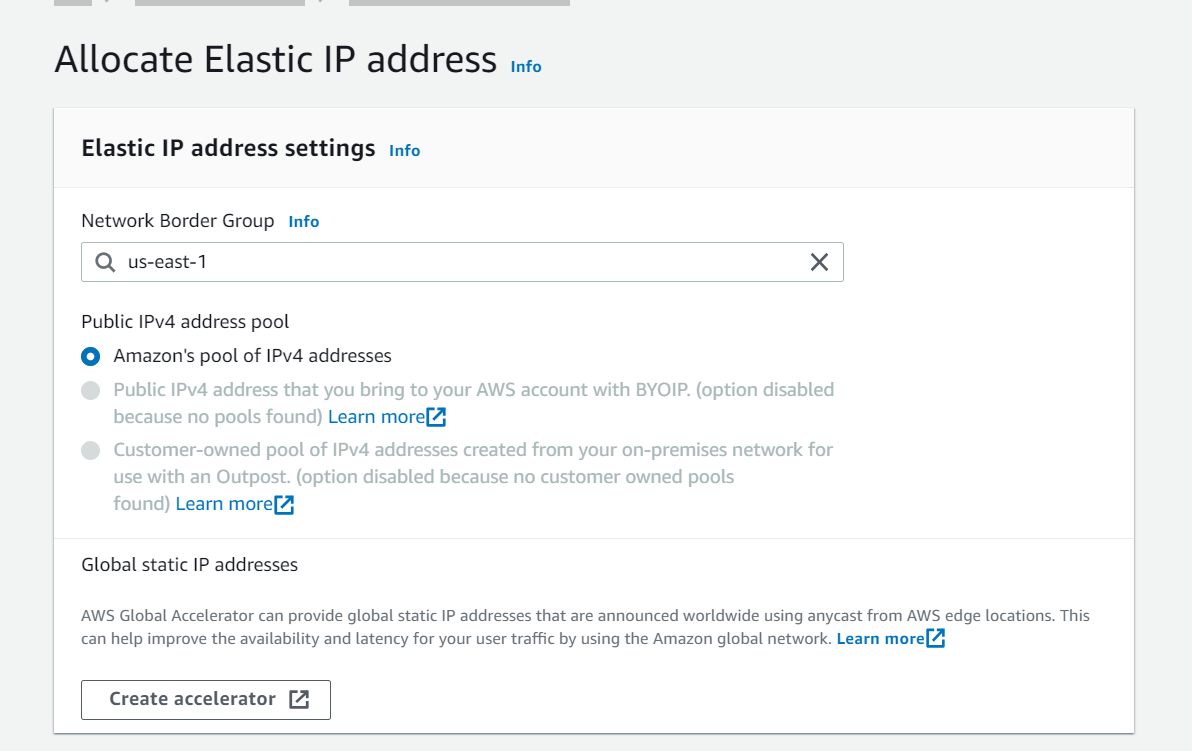 Allocate Elastic IP address Info
Elastic IP address settings Info
Network Border Group Info
us-east-1
Public IPv4 address pool
Amazon's pool of IPv4 addresses
Public IPv4 address that you bring to your AWS account with BYOIP. (option disabled
because no pools found) Learn more
Customer-owned pool of IPv4 addresses created from your on-premises network for
use with an Outpost. (option disabled because no customer owned pools
found) Learn more
Global static IP addresses
AWS Global Accelerator can provide global static IP addresses that are announced worldwide using anycast from AWS edge locations. This
can help improve the availability and latency for your user traffic by using the Amazon global network. Learn more
Create accelerator